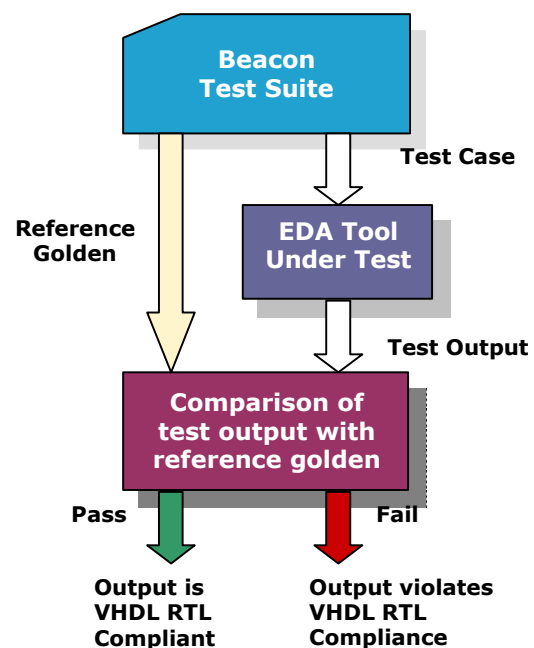 Beacon
Test Suite
Test Case
Reference
Golden
EDA Tool
Under Test
Test Output
Comparison of
test output with
reference golden
Pass
Fail
Output is
VHDL RTL
Compliant
Output violates
VHDL RTL
Compliance